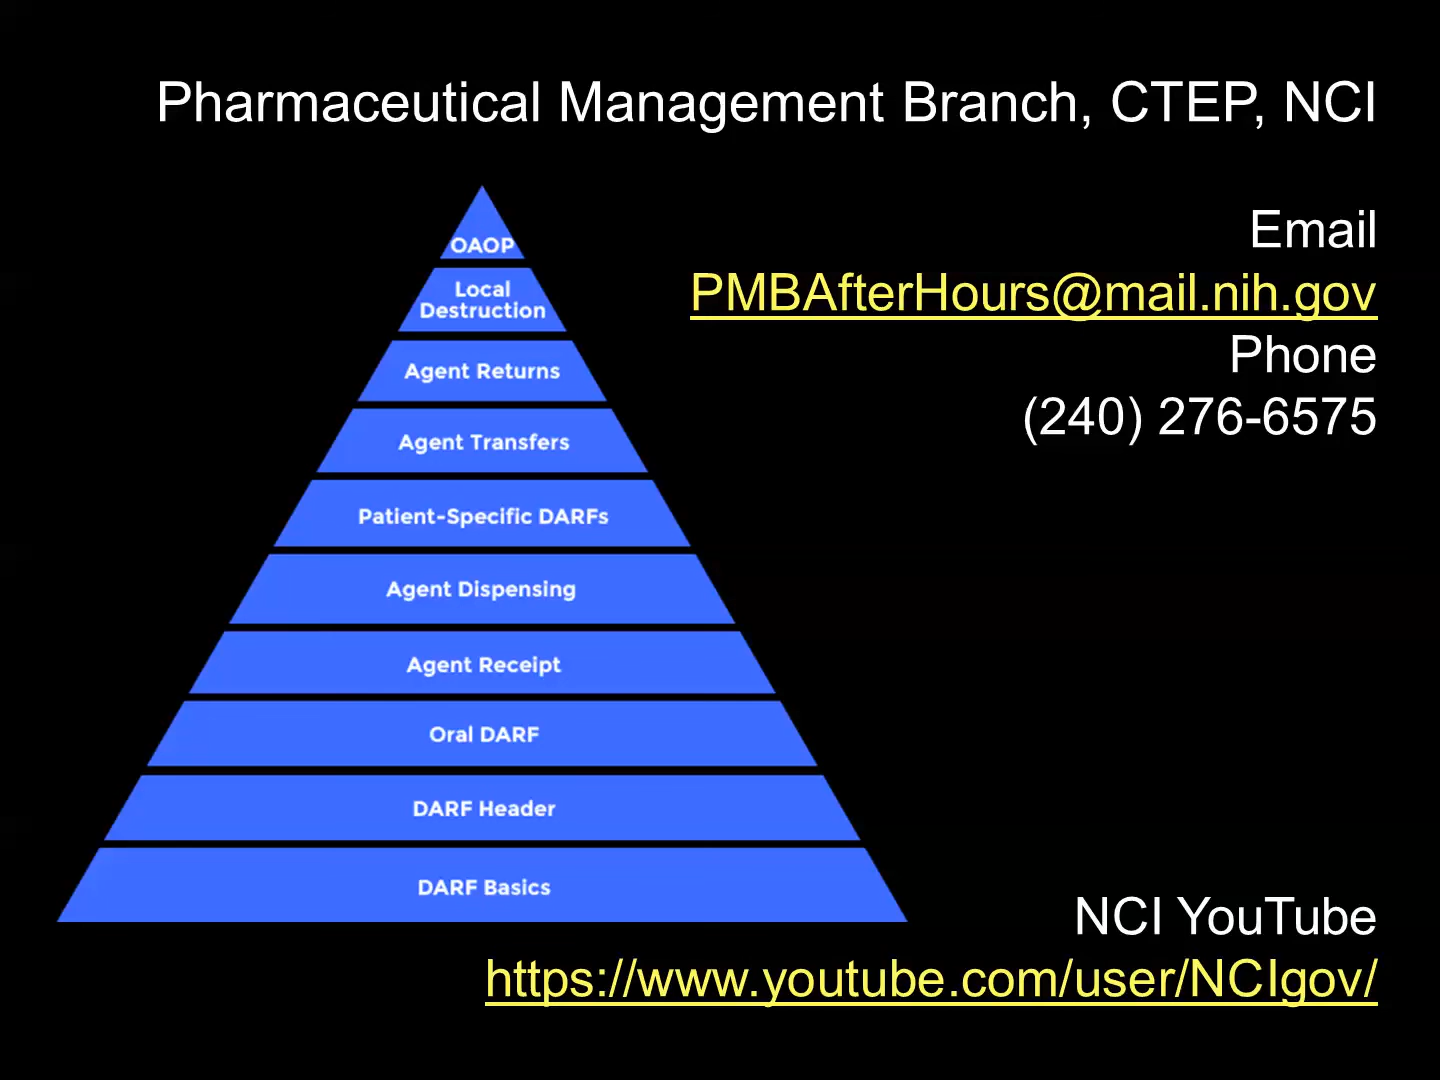 Pharmaceutical Management Branch, CTEP, NCI
Email
PMBAfterHours@mail.nih.gov
Phone
(240) 276-6575
OAOP
Local
Destruction
Agent Returns
Agent Transfers
Patient-Specific DARFs
Agent Dispensing
Agent Receipt
Oral DARF
DARF Header
DARF Basics
NCI YouTube
https://www.youtube.com/user/NCIgov/